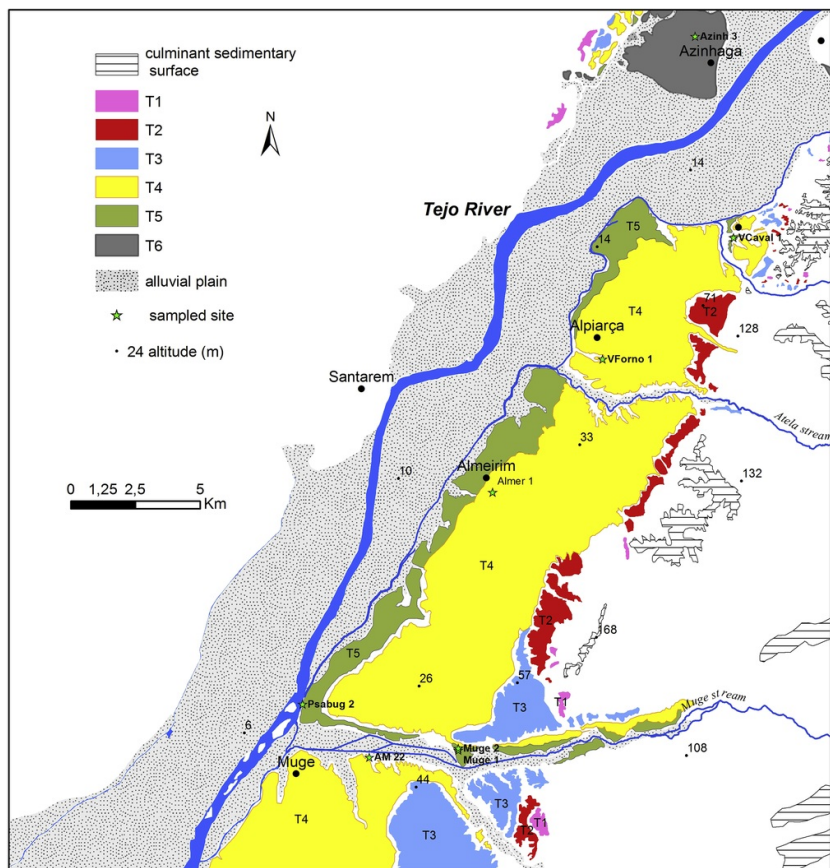 culminant sedimentary
surface
T1
T2
T3
T4
T5
T6
alluvial plain
sampled site
24 altitude (m)
N
0 1,25 2,5 5
Km
Azinh 3
Azinhaga
14
Tejo River
T5
14
VCaval 1
T4
71
T2
Alpiarça
128
VForno 1
Santarem
Atela stream
33
10
Almeirim
Almer 1
132
T4
T2
168
T5
26
57
T3
T1
Muge stream
Psabug 2
6
Muge 2
Muge 1
AM 22
108
Muge
44
T3
T4
T3
T2
T1